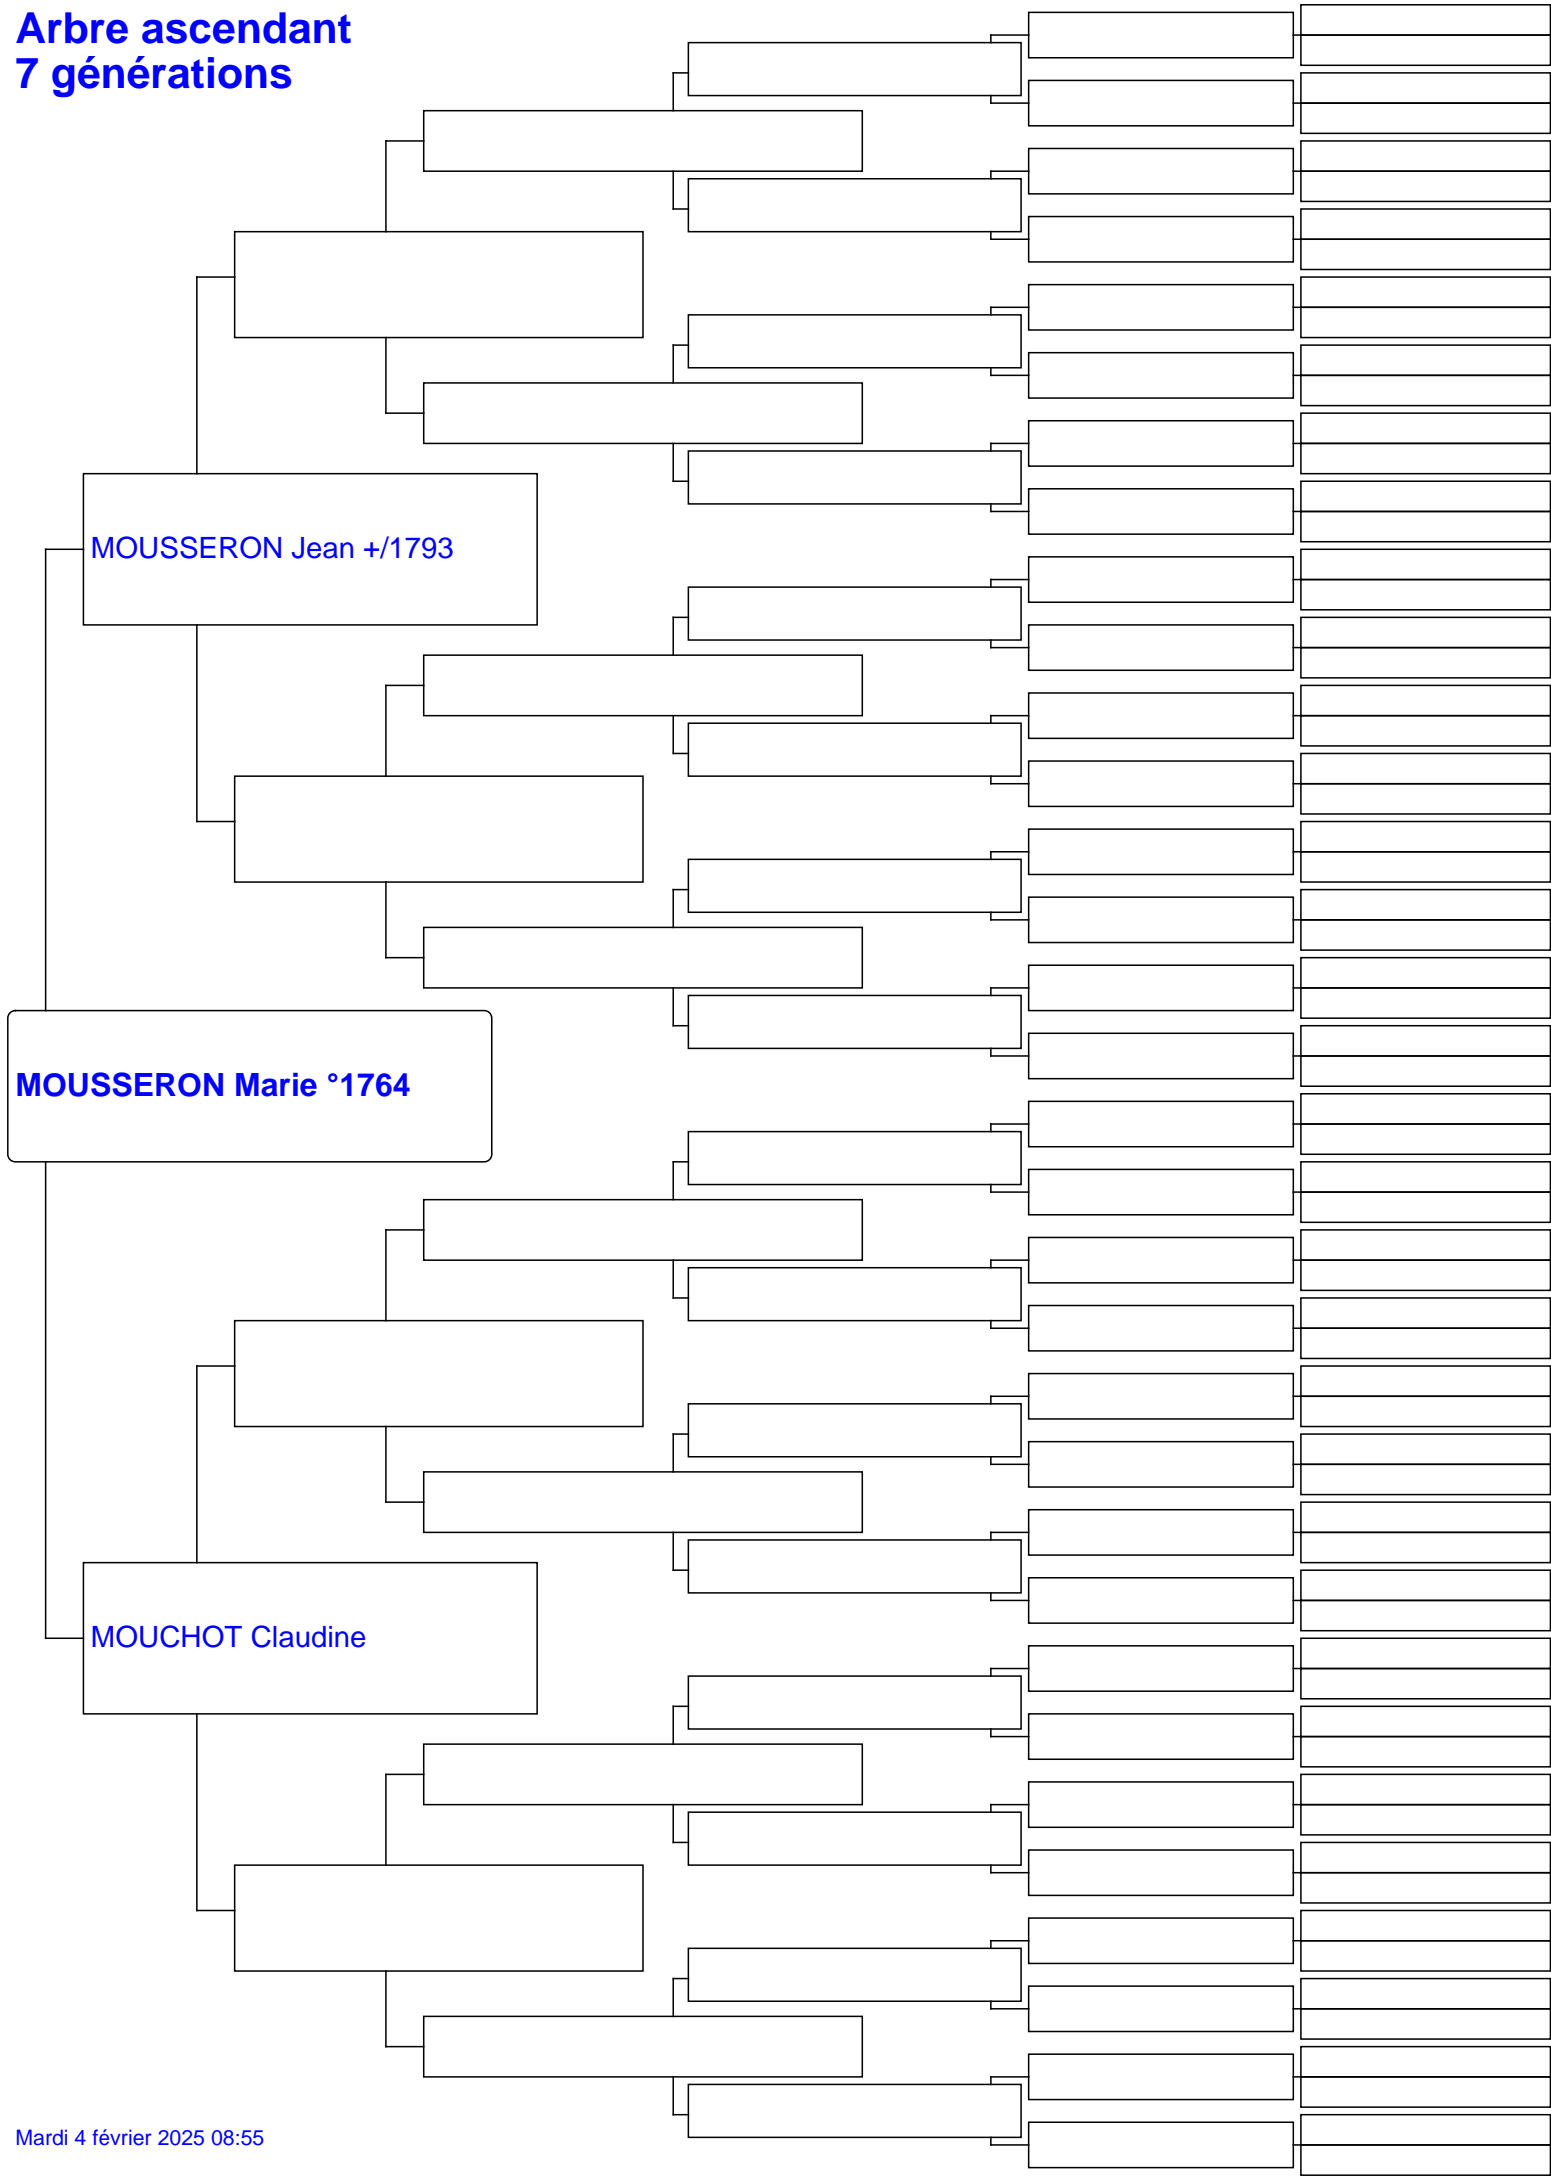 Arbre ascendant
7 générations
MOUSSERON Jean +/1793
MOUSSERON Marie °1764
MOUCHOT Claudine
Mardi 4 février 2025 08:55